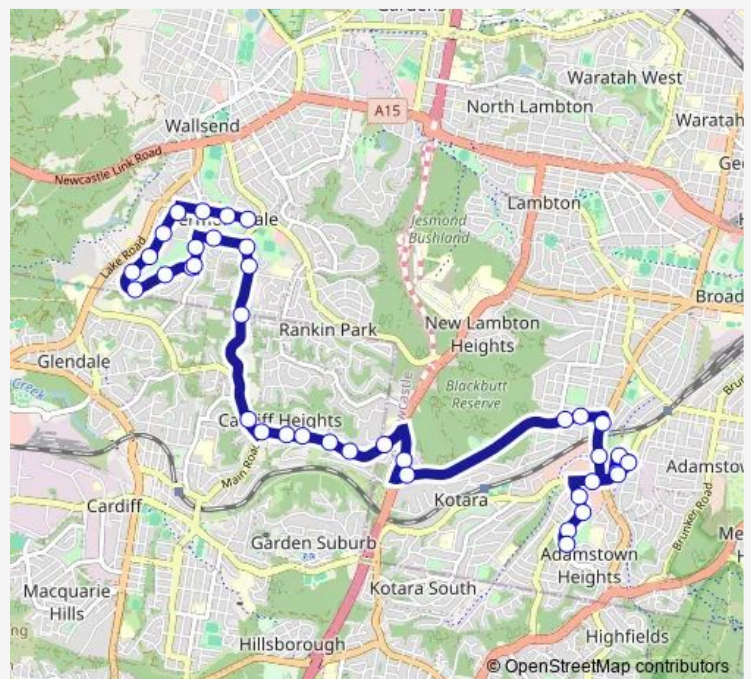 Waratah West
North Lambton
A15
Waratah
Wallsend
Newcastle Link Road
Lambton
Jesmond
Bushland
Lake Road
Rankin Park
New Lambton
Heights
Broad
Glendale
Creek
Blackbutt
Reserve
Cardiff Heights
Main Road
Kotara
Adamstow
Cardiff
Garden Suburb
Brunker Road
Adamstown
Heights
Macquarie
Hills
Kotara South
Highfields
Hillsborough
© OpenStreetMap contributors